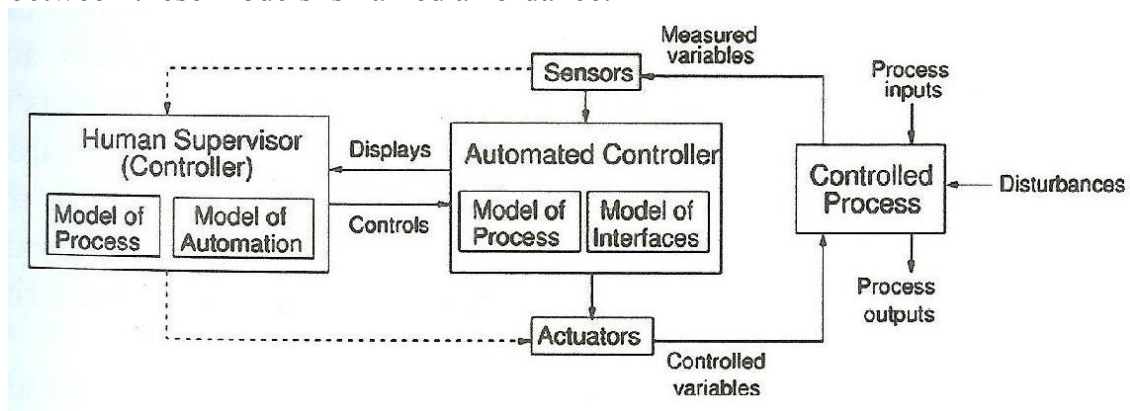 Measured
variables
Sensors
Process
inputs
Human Supervisor
(Controller)
Displays
Automated Controller
Controlled
Process
Disturbances
Model of
Process
Model of
Automation
Controls
Model of
Process
Model of
Interfaces
Process
outputs
Actuators
Controlled
variables